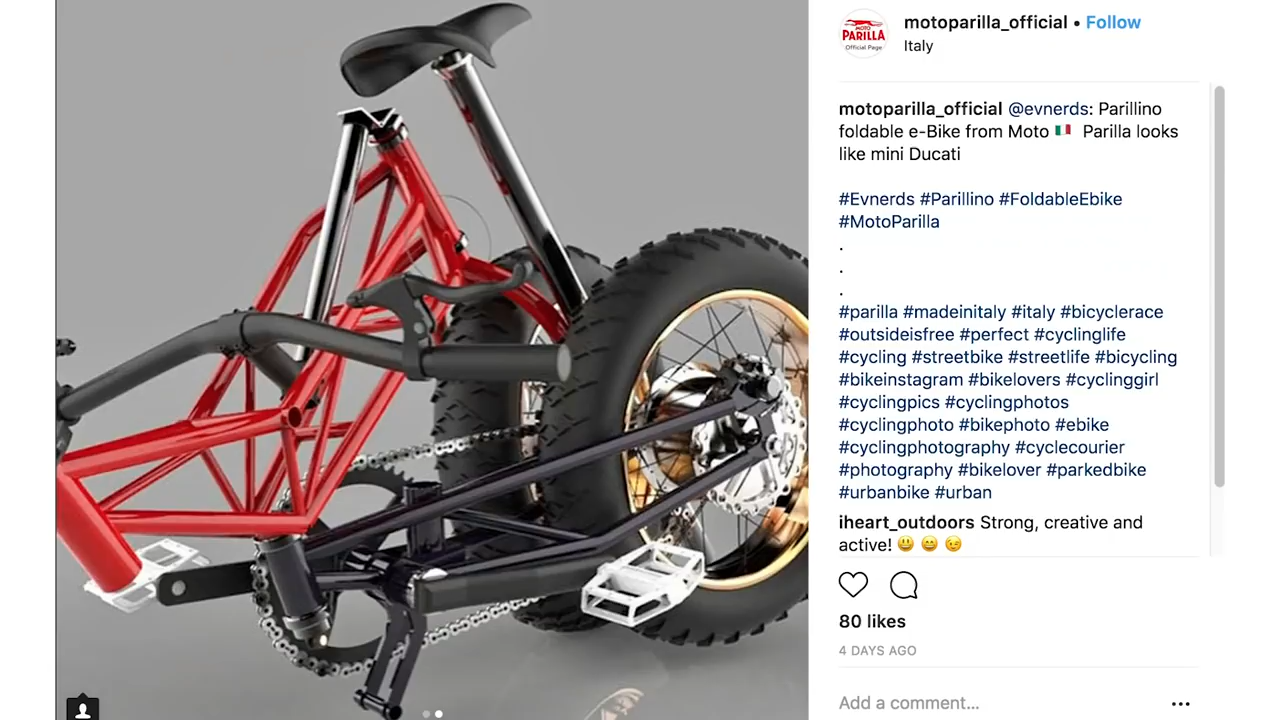 motoparilla_official • Follow
Italy
MOTO
PARILLA
Official Page
motoparilla_official @evnerds: Parillino
foldable e-Bike from Moto 🇮🇹 Parilla looks
like mini Ducati
#Evnerds #Parillino #FoldableEbike
#MotoParilla
.
.
.
#parilla #madeinitaly #italy #bicyclerace
#outsideisfree #perfect #cyclinglife
#cycling #streetbike #streetlife #bicycling
#bikeinstagram #bikelovers #cyclinggirl
#cyclingpics #cyclingphotos
#cyclingphoto #bikephoto #ebike
#cyclingphotography #cyclecourier
#photography #bikelover #parkedbike
#urbanbike #urban
iheart_outdoors Strong, creative and
active! 😃 😄 😉
80 likes
4 DAYS AGO
Add a comment...